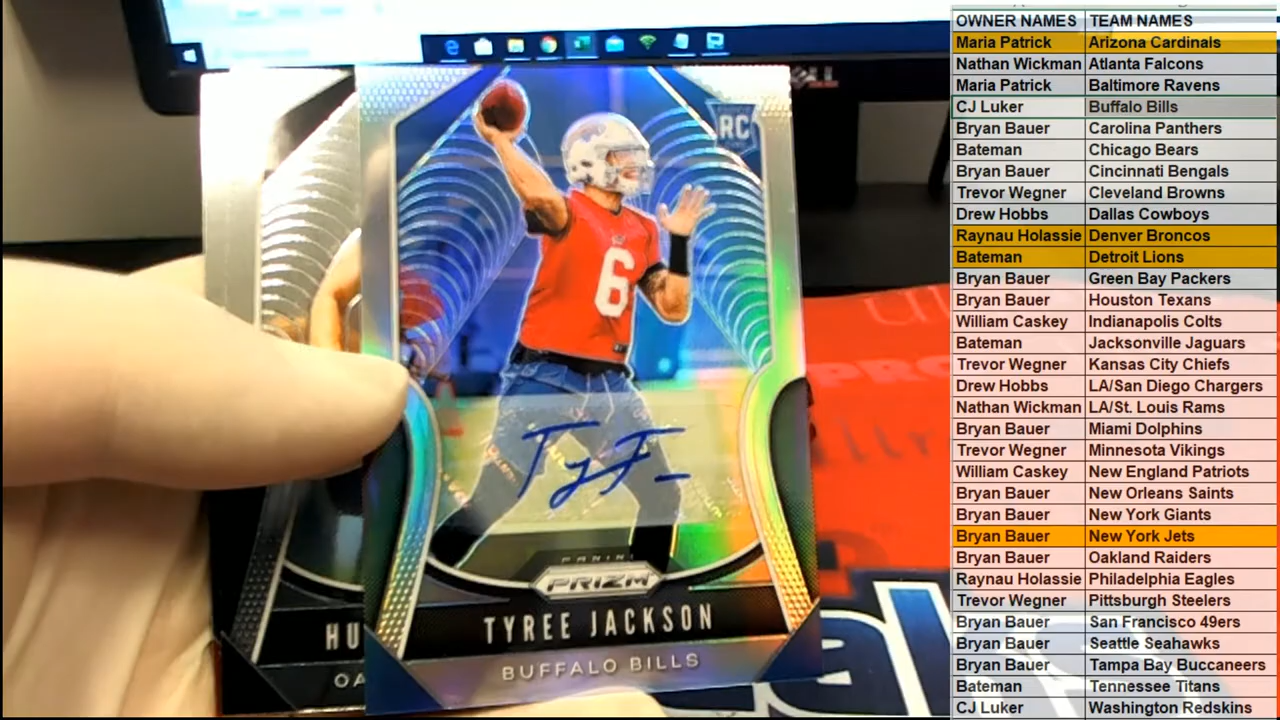 RC
6
PANINI
PRIZM
TYREE JACKSON
BUFFALO BILLS
HU
OA
OWNER NAMES TEAM NAMES
Maria Patrick Arizona Cardinals
Nathan Wickman Atlanta Falcons
Maria Patrick Baltimore Ravens
CJ Luker Buffalo Bills
Bryan Bauer Carolina Panthers
Bateman Chicago Bears
Bryan Bauer Cincinnati Bengals
Trevor Wegner Cleveland Browns
Drew Hobbs Dallas Cowboys
Raynau Holassie Denver Broncos
Bateman Detroit Lions
Bryan Bauer Green Bay Packers
Bryan Bauer Houston Texans
William Caskey Indianapolis Colts
Bateman Jacksonville Jaguars
Trevor Wegner Kansas City Chiefs
Drew Hobbs LA/San Diego Chargers
Nathan Wickman LA/St. Louis Rams
Bryan Bauer Miami Dolphins
Trevor Wegner Minnesota Vikings
William Caskey New England Patriots
Bryan Bauer New Orleans Saints
Bryan Bauer New York Giants
Bryan Bauer New York Jets
Bryan Bauer Oakland Raiders
Raynau Holassie Philadelphia Eagles
Trevor Wegner Pittsburgh Steelers
Bryan Bauer San Francisco 49ers
Bryan Bauer Seattle Seahawks
Bryan Bauer Tampa Bay Buccaneers
Bateman Tennessee Titans
CJ Luker Washington Redskins